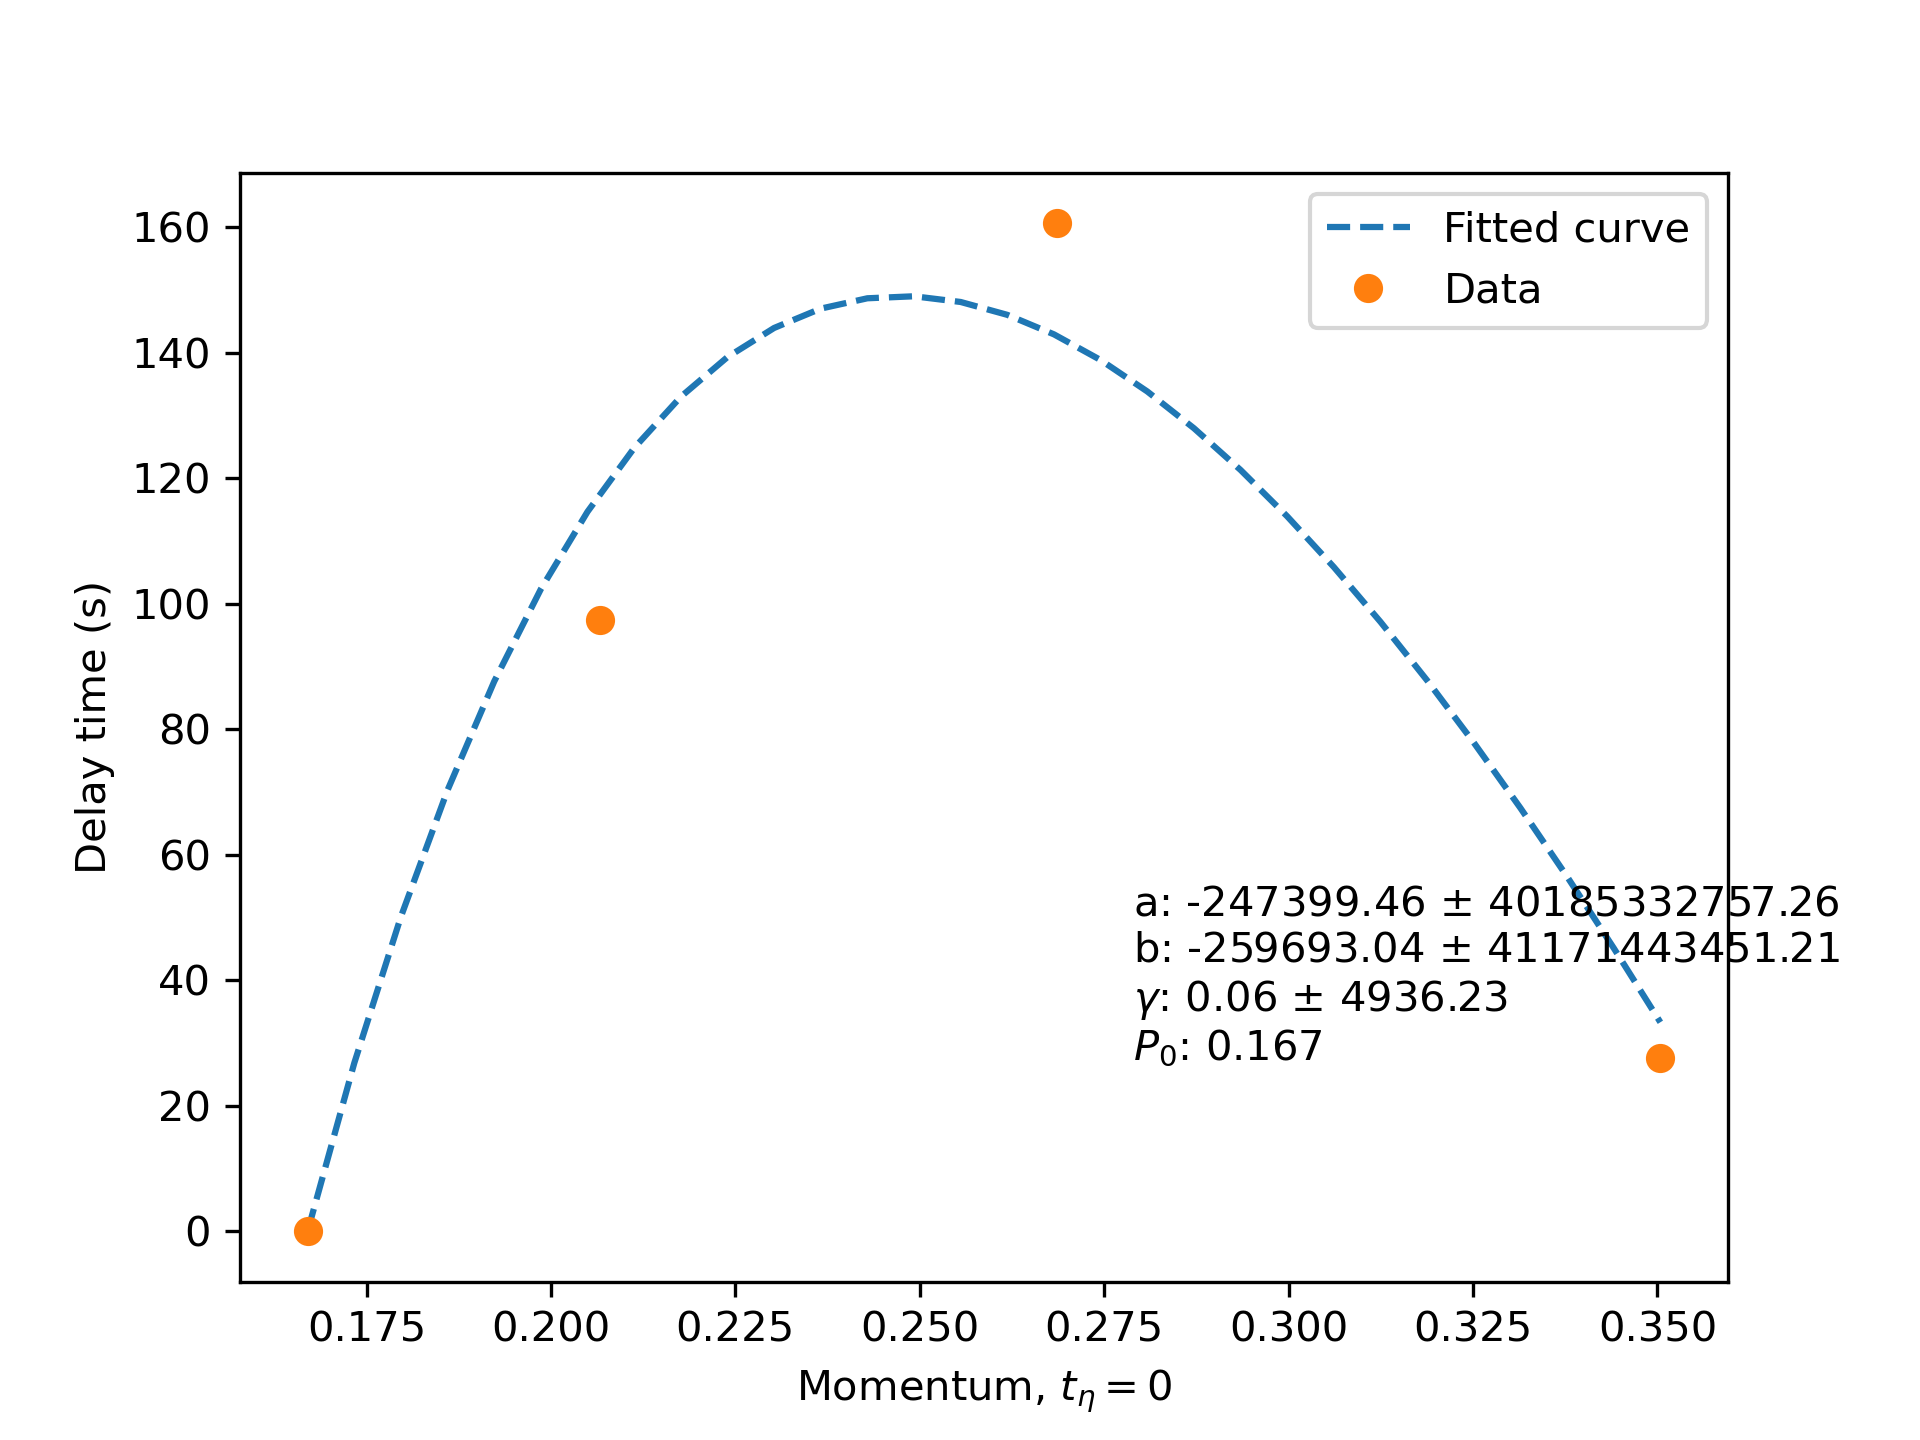 Fitted curve
Data
160
140
120
100
80
60
40
20
0
Delay time (s)
a: -247399.46 ± 40185332757.26
b: -259693.04 ± 41171443451.21
γ: 0.06 ± 4936.23
P₀: 0.167
0.175 0.200 0.225 0.250 0.275 0.300 0.325 0.350
Momentum, tη = 0